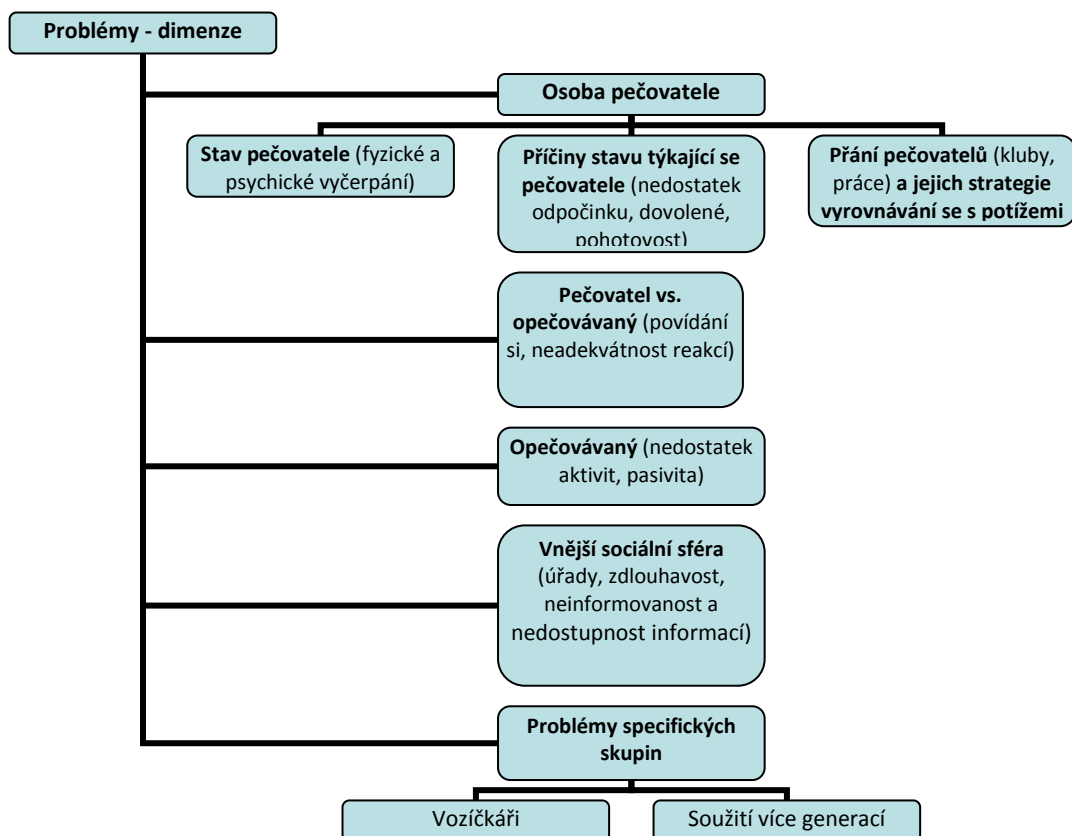 Problémy - dimenze
Osoba pečovatele
Stav pečovatele (fyzické a
psychické vyčerpání)
Příčiny stavu týkající se
pečovatele (nedostatek
odpočinku, dovolené,
pohotovost)
Přání pečovatelů (kluby,
práce) a jejich strategie
vyrovnávání se s potížemi
Pečovatel vs.
opečovávaný (povídání
si, neadekvátnost reakcí)
Opečovávaný (nedostatek
aktivit, pasivita)
Vnější sociální sféra
(úřady, zdlouhavost,
neinformovanost a
nedostupnost informací)
Problémy specifických
skupin
Vozíčkáři
Soužití více generací